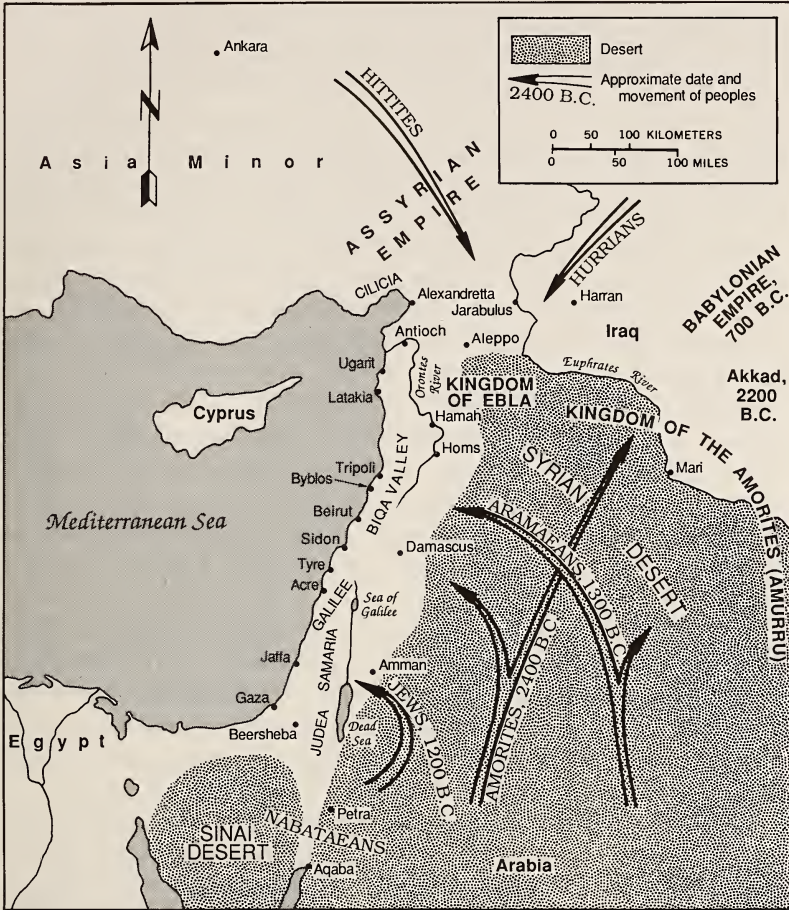 Ankara
N
Asia Minor
HITTITES
ASSYRIAN
EMPIRE
Desert
Approximate date and
2400 B.C. movement of peoples
0 50 100 KILOMETERS
0 50 100 MILES
HURRIANS
CILICIA
Alexandretta
Jarabulus
Harran
BABYLONIAN
EMPIRE,
700 B.C.
Iraq
Antioch
Aleppo
Ugarit
Orontes
River
Euphrates River
KINGDOM
OF EBLA
Akkad,
2200
B.C.
Latakia
Cyprus
Hamah
KINGDOM OF THE AMORITES (AMURRU)
Homs
SYRIAN
DESERT
Mari
Tripoli
Byblos
BIQA VALLEY
Beirut
Mediterranean Sea
ARAMAEANS, 1300 B.C.
Sidon
Damascus
Tyre
Acre
GALILEE
Sea of
Galilee
SAMARIA
Jaffa
Amman
AMORITES, 2400 B.C.
Gaza
JEWS, 1200 B.C.
Beersheba
JUDEA
Dead
Sea
Egypt
Petra
NABATAEANS
SINAI
DESERT
Aqaba
Arabia